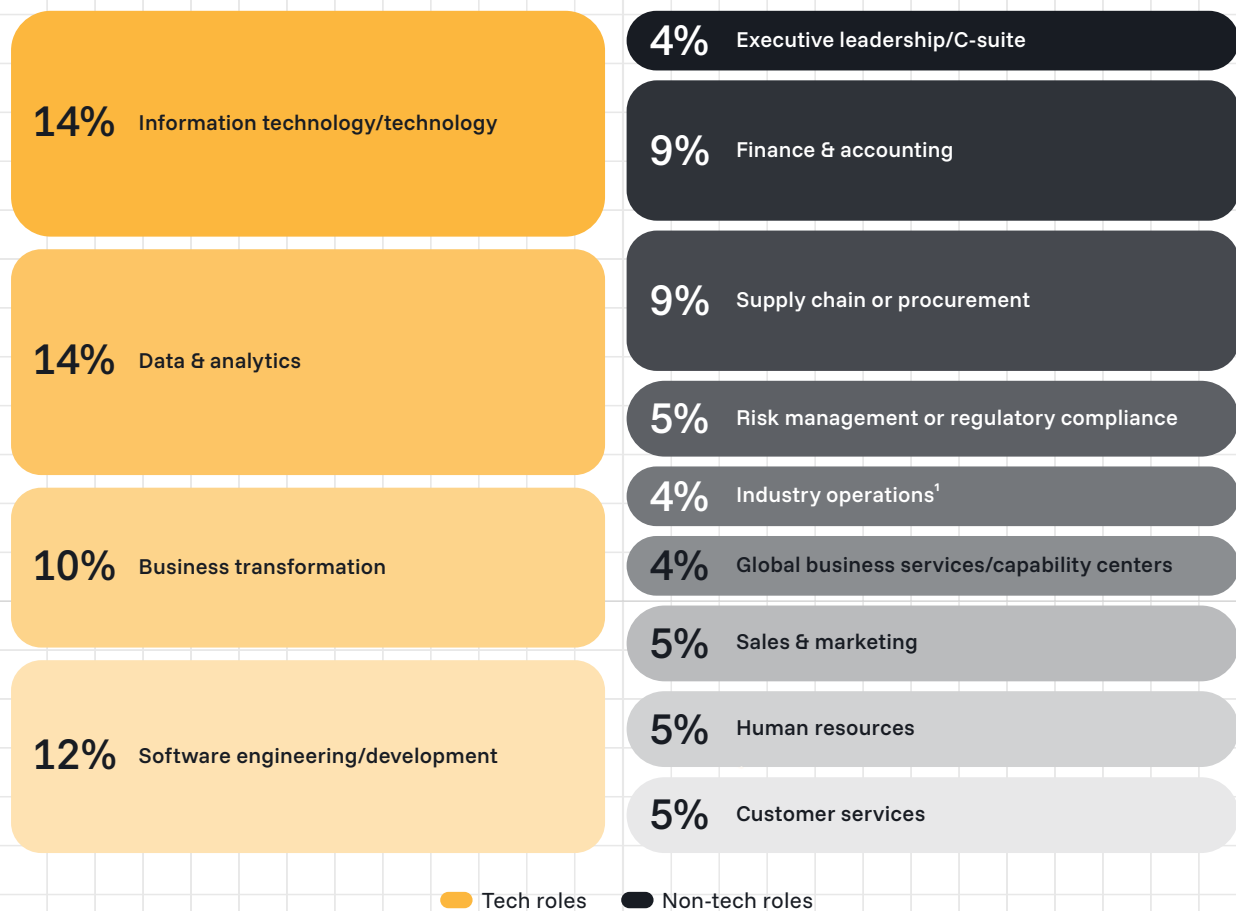 14% Information technology/technology
14% Data & analytics
10% Business transformation
12% Software engineering/development
4% Executive leadership/C-suite
9% Finance & accounting
9% Supply chain or procurement
5% Risk management or regulatory compliance
4% Industry operations¹
4% Global business services/capability centers
5% Sales & marketing
5% Human resources
5% Customer services
Tech roles Non-tech roles